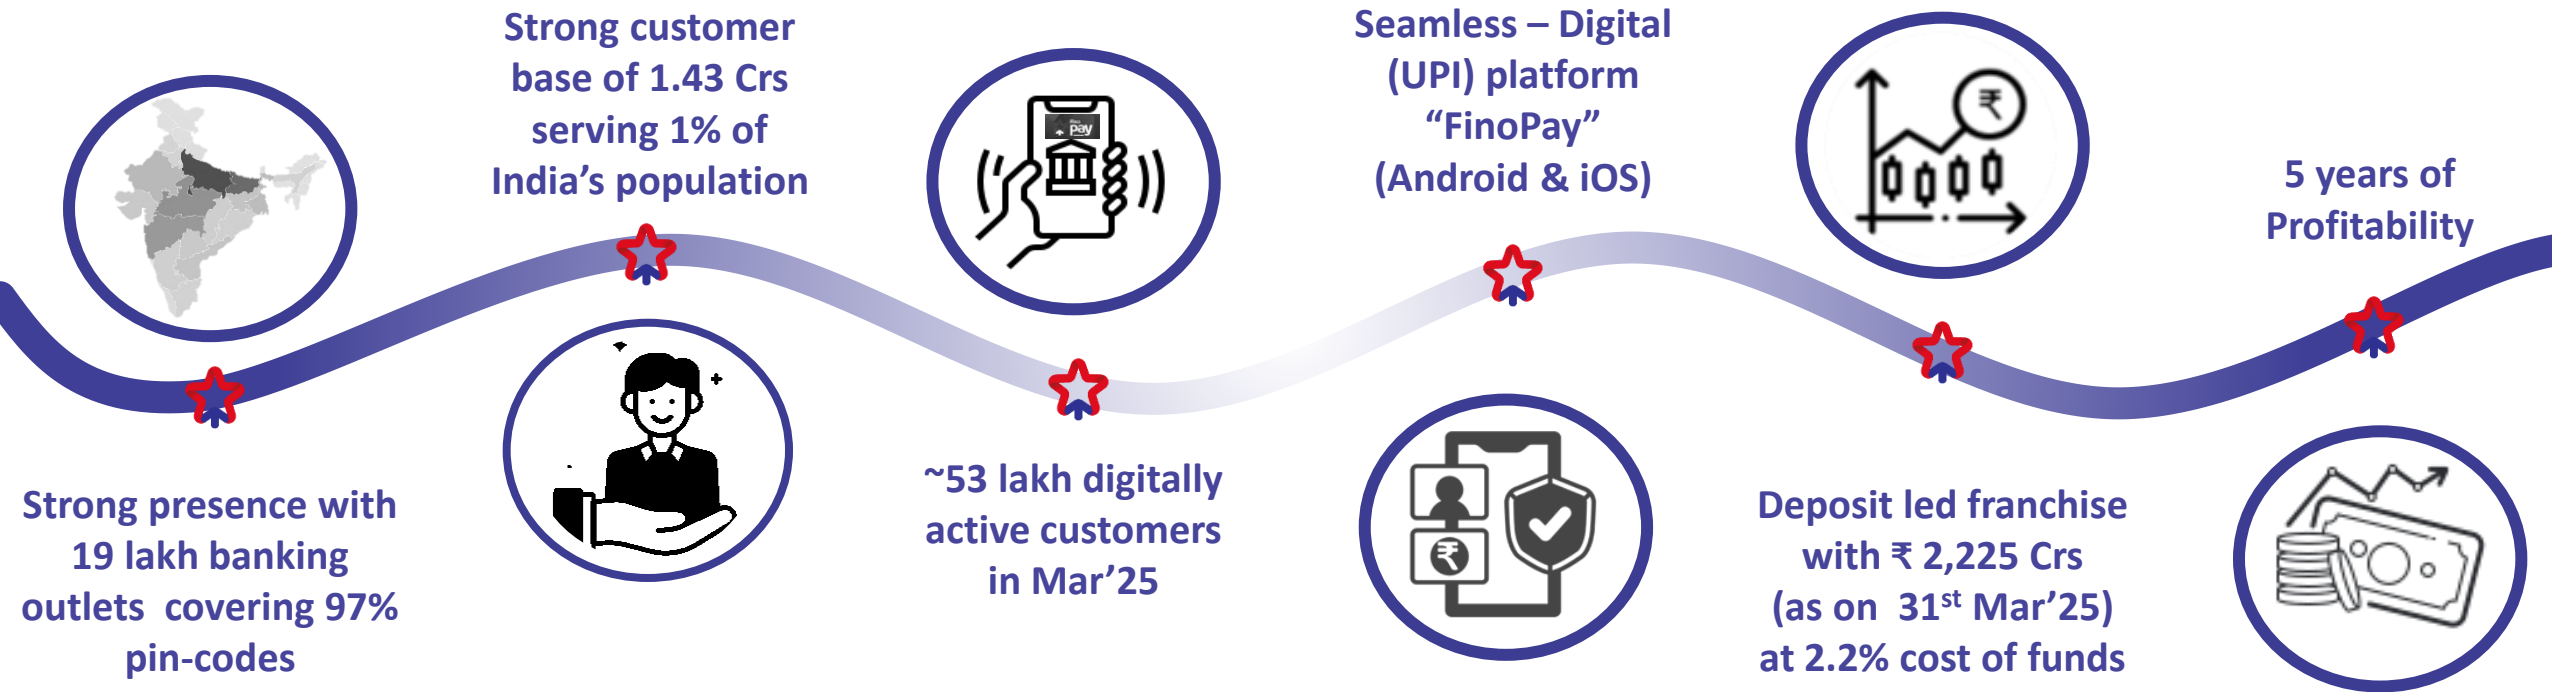 Strong presence with
19 lakh banking
outlets covering 97%
pin-codes
Strong customer
base of 1.43 Crs
serving 1% of
India’s population
pay
~53 lakh digitally
active customers
in Mar’25
Seamless – Digital
(UPI) platform
“FinoPay”
(Android & iOS)
₹
₹
Deposit led franchise
with ₹ 2,225 Crs
(as on 31st Mar’25)
at 2.2% cost of funds
5 years of
Profitability